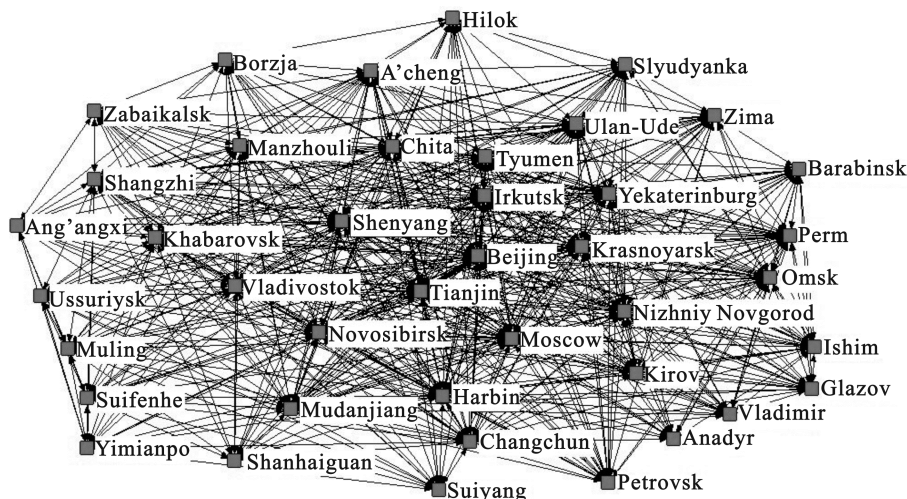 Hilok
Borzja
A'cheng
Slyudyanka
Zabaikalsk
Ulan-Ude
Zima
Manzhouli
Chita
Tyumen
Barabinsk
Shangzhi
Irkutsk
Yekaterinburg
Ang'angxi
Khabarovsk
Shenyang
Beijing
Krasnoyarsk
Perm
Ussuriysk
Vladivostok
Tianjin
Omsk
Novosibirsk
Moscow
Nizhniy Novgorod
Muling
Ishim
Suifenhe
Mudanjiang
Harbin
Kirov
Glazov
Vladimir
Yimianpo
Shanhaiguan
Changchun
Anadyr
Suiyang
Petrovsk